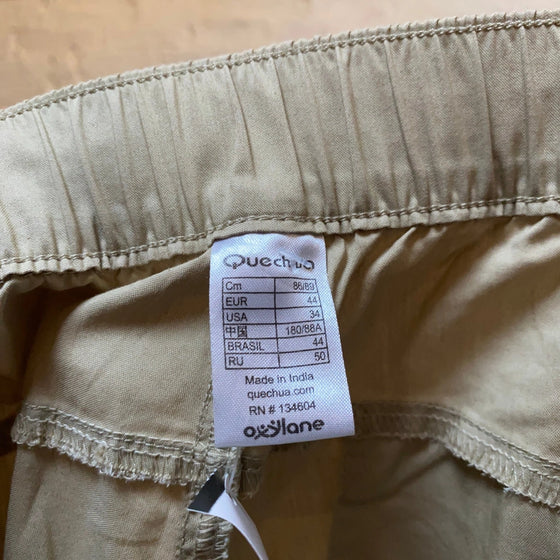 Quechua
Cm 86/89
EUR 44
USA 34
中国 180/88A
BRASIL 44
RU 50
Made in India
quechua.com
RN # 134604
oxylane